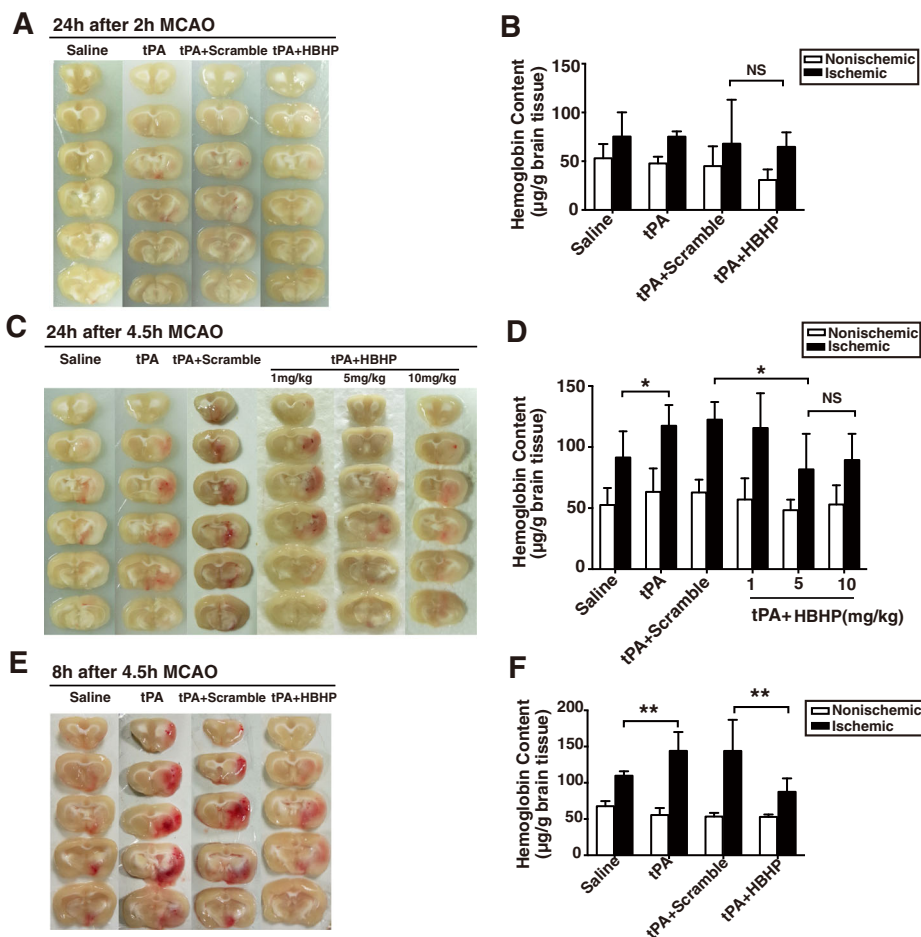 A
24h after 2h MCAO
Saline tPA tPA+Scramble tPA+HBHP
B
Nonischemic
Ischemic
Hemoglobin Content
(µg/g brain tissue)
150
100
50
0
NS
Saline
tPA
tPA+Scramble
tPA+HBHP
C
24h after 4.5h MCAO
Saline tPA tPA+Scramble tPA+HBHP
1mg/kg 5mg/kg 10mg/kg
D
Nonischemic
Ischemic
Hemoglobin Content
(µg/g brain tissue)
150
100
50
0
*
*
NS
Saline
tPA
tPA+Scramble
1 5 10
tPA+HBHP(mg/kg)
E
8h after 4.5h MCAO
Saline tPA tPA+Scramble tPA+HBHP
F
Nonischemic
Ischemic
Hemoglobin Content
(µg/g brain tissue)
200
150
100
50
0
**
**
Saline
tPA
tPA+Scramble
tPA+HBHP